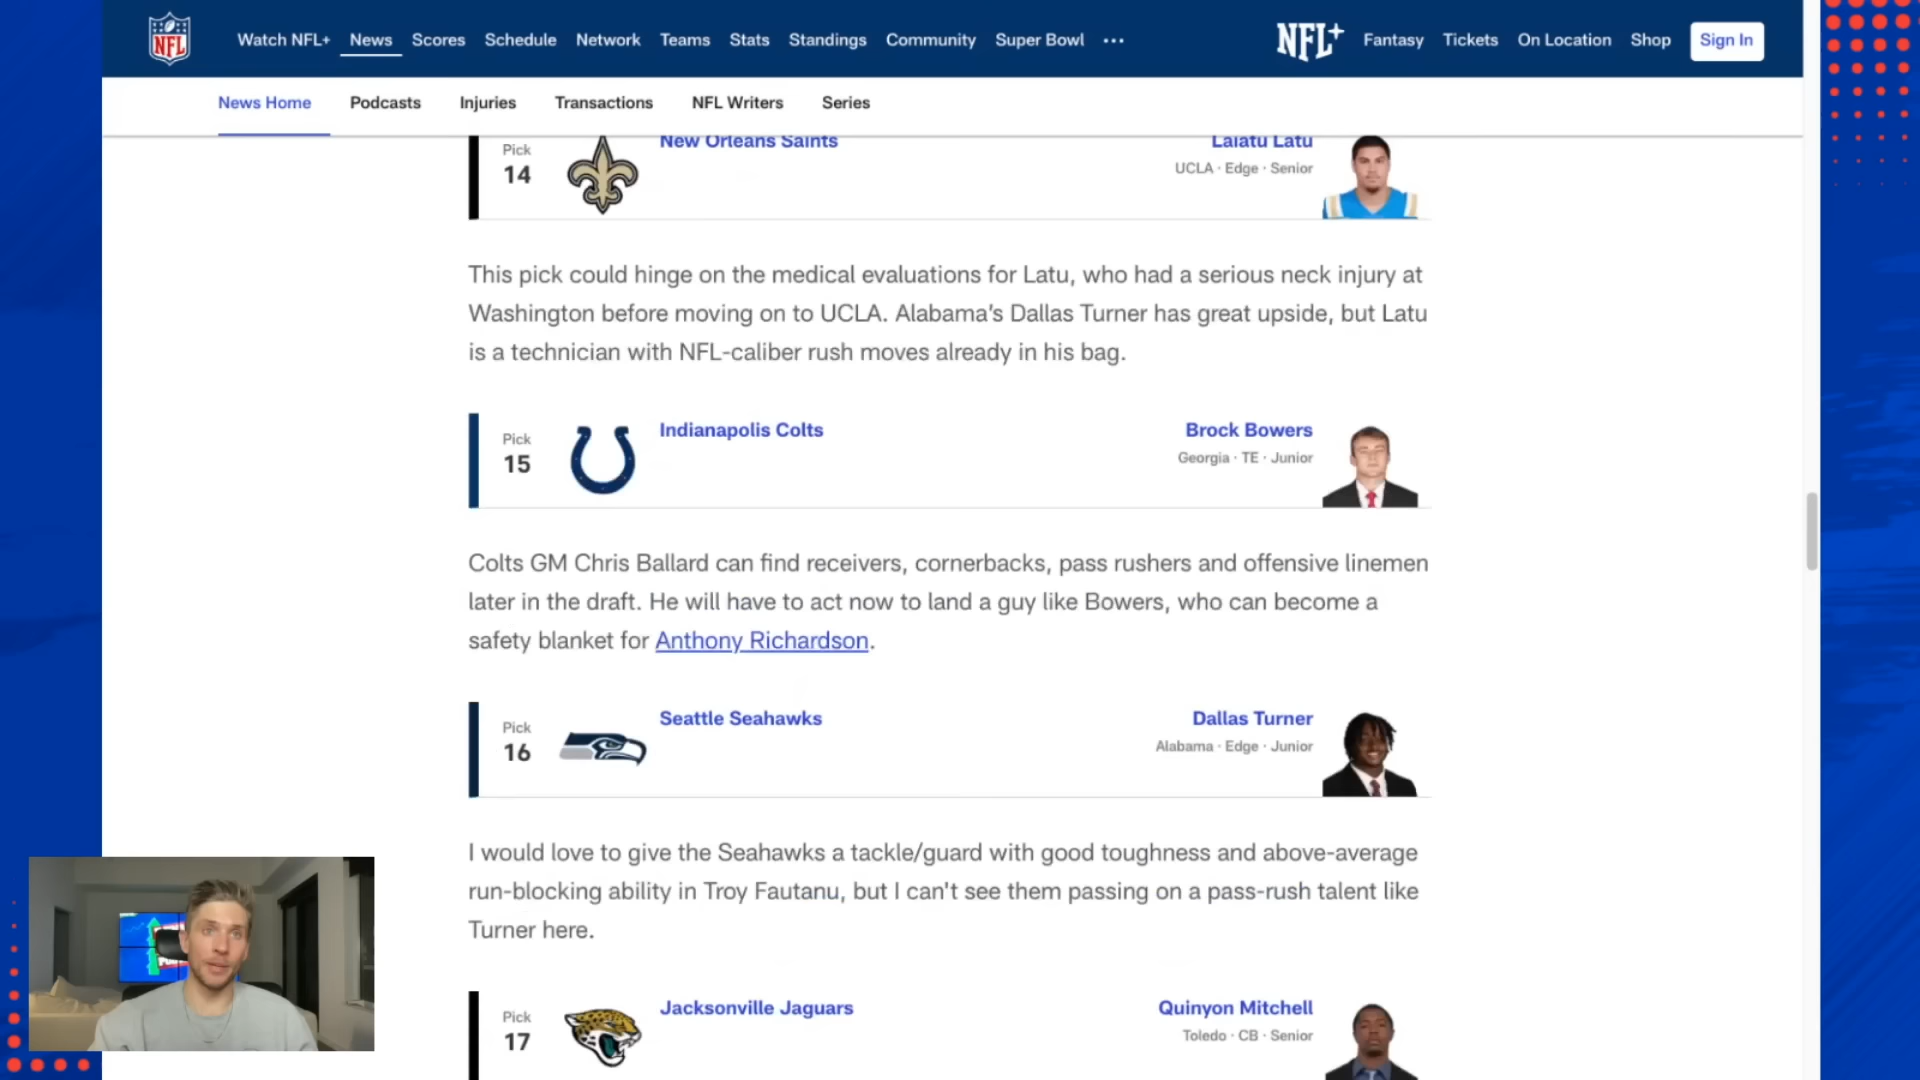 NFL
Watch NFL+ News Scores Schedule Network Teams Stats Standings Community Super Bowl ... NFL+ Fantasy Tickets On Location Shop Sign In
News Home Podcasts Injuries Transactions NFL Writers Series
Pick 14 New Orleans Saints Laiatu Latu
UCLA · Edge · Senior
This pick could hinge on the medical evaluations for Latu, who had a serious neck injury at
Washington before moving on to UCLA. Alabama’s Dallas Turner has great upside, but Latu
is a technician with NFL-caliber rush moves already in his bag.
Pick 15 Indianapolis Colts Brock Bowers
Georgia · TE · Junior
Colts GM Chris Ballard can find receivers, cornerbacks, pass rushers and offensive linemen
later in the draft. He will have to act now to land a guy like Bowers, who can become a
safety blanket for Anthony Richardson.
Pick 16 Seattle Seahawks Dallas Turner
Alabama · Edge · Junior
I would love to give the Seahawks a tackle/guard with good toughness and above-average
run-blocking ability in Troy Fautanu, but I can't see them passing on a pass-rush talent like
Turner here.
Pick 17 Jacksonville Jaguars Quinyon Mitchell
Toledo · CB · Senior